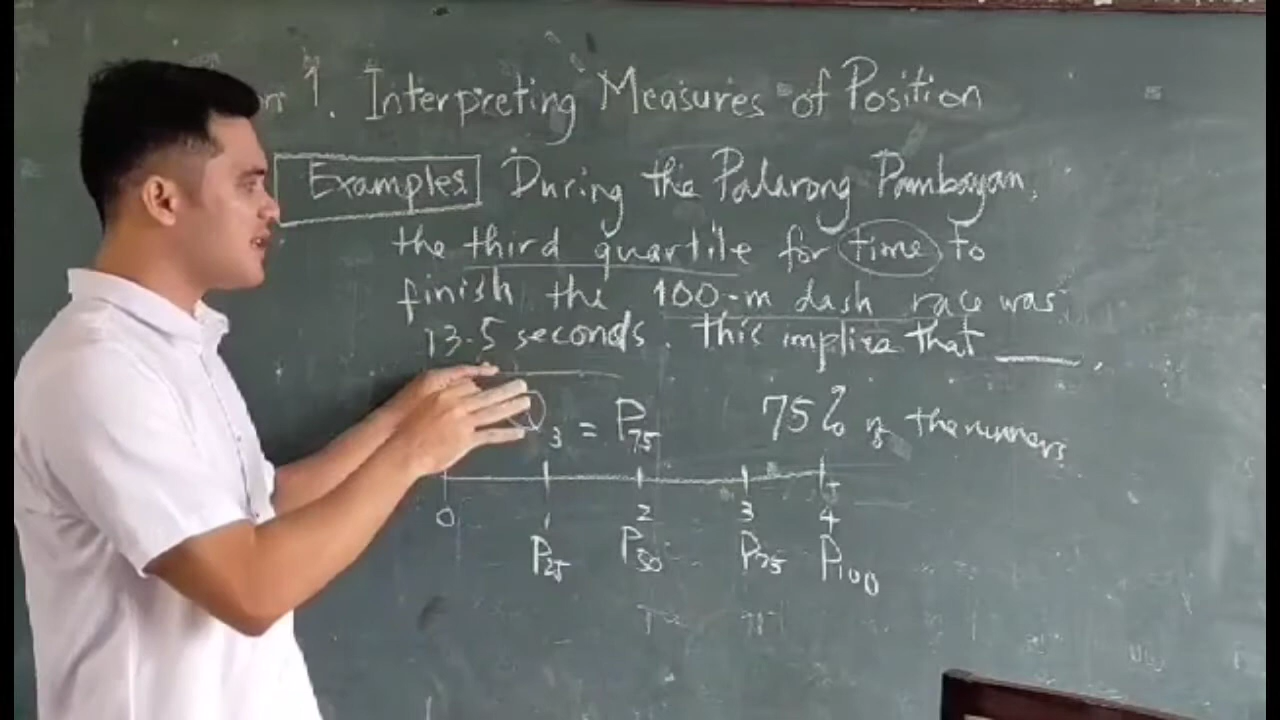 1. Interpreting Measures of Position
Examples: During the Palarong Pambayan,
the third quartile for time to
finish the 100-m dash race was
13.5 seconds. This implies that ____.
3 = P75
75% of the runners
0 1 2 3 4
P25 P50 P75 P100